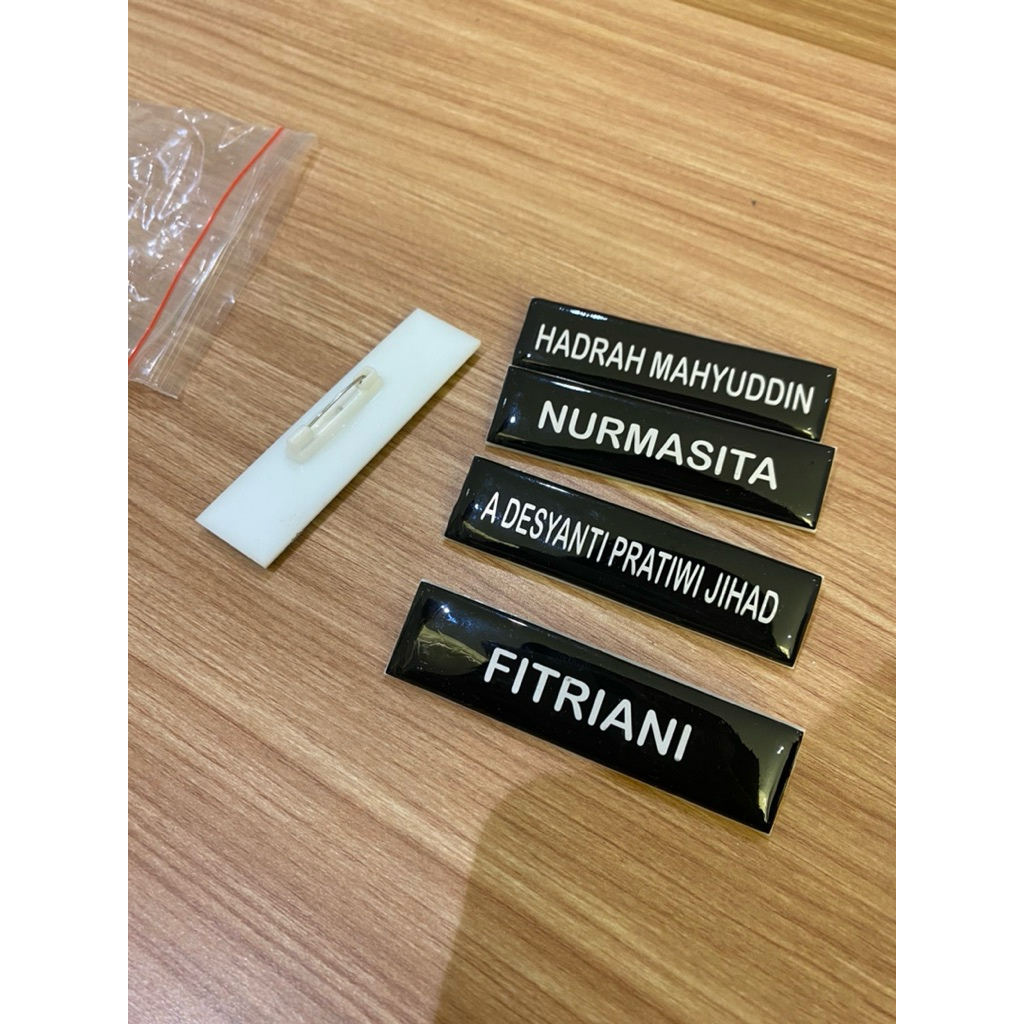 HADRAH MAHYUDDIN
NURMASITA
A DESYANTI PRATIWI JIHAD
FITRIANI